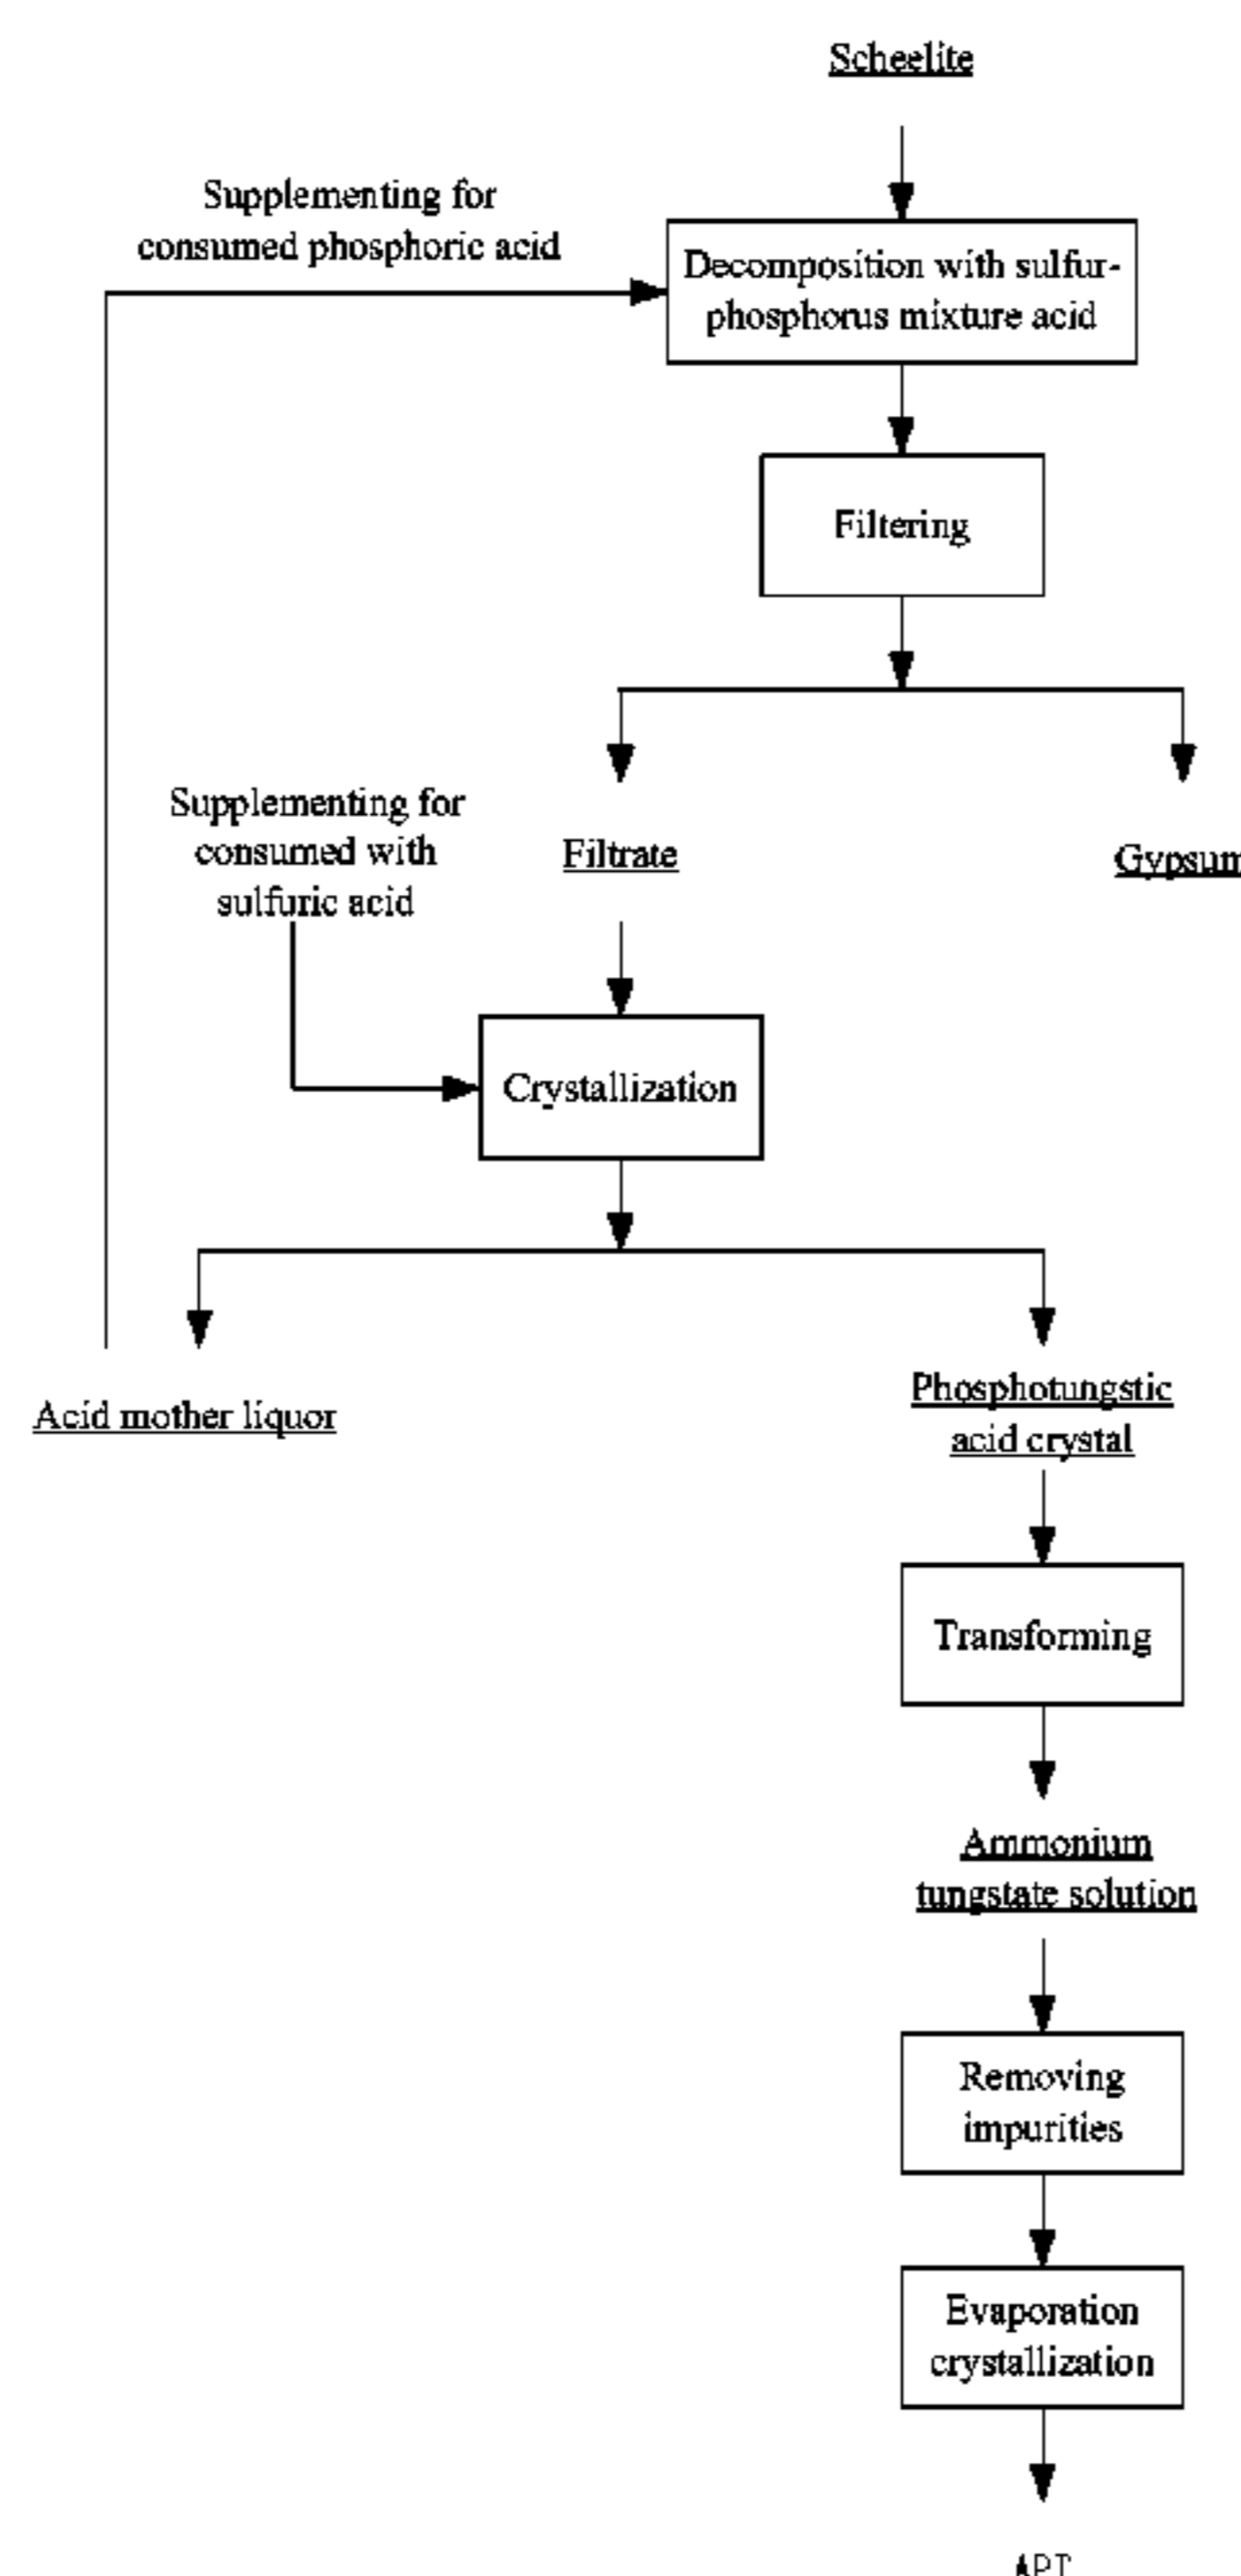 Scheelite
Supplementing for
consumed phosphoric acid
Decomposition with sulfur-
phosphorus mixture acid
Filtering
Supplementing for
consumed with
sulfuric acid
Filtrate
Gypsum
Crystallization
Acid mother liquor
Phosphotungstic
acid crystal
Transforming
Ammonium
tungstate solution
Removing
impurities
Evaporation
crystallization
APT